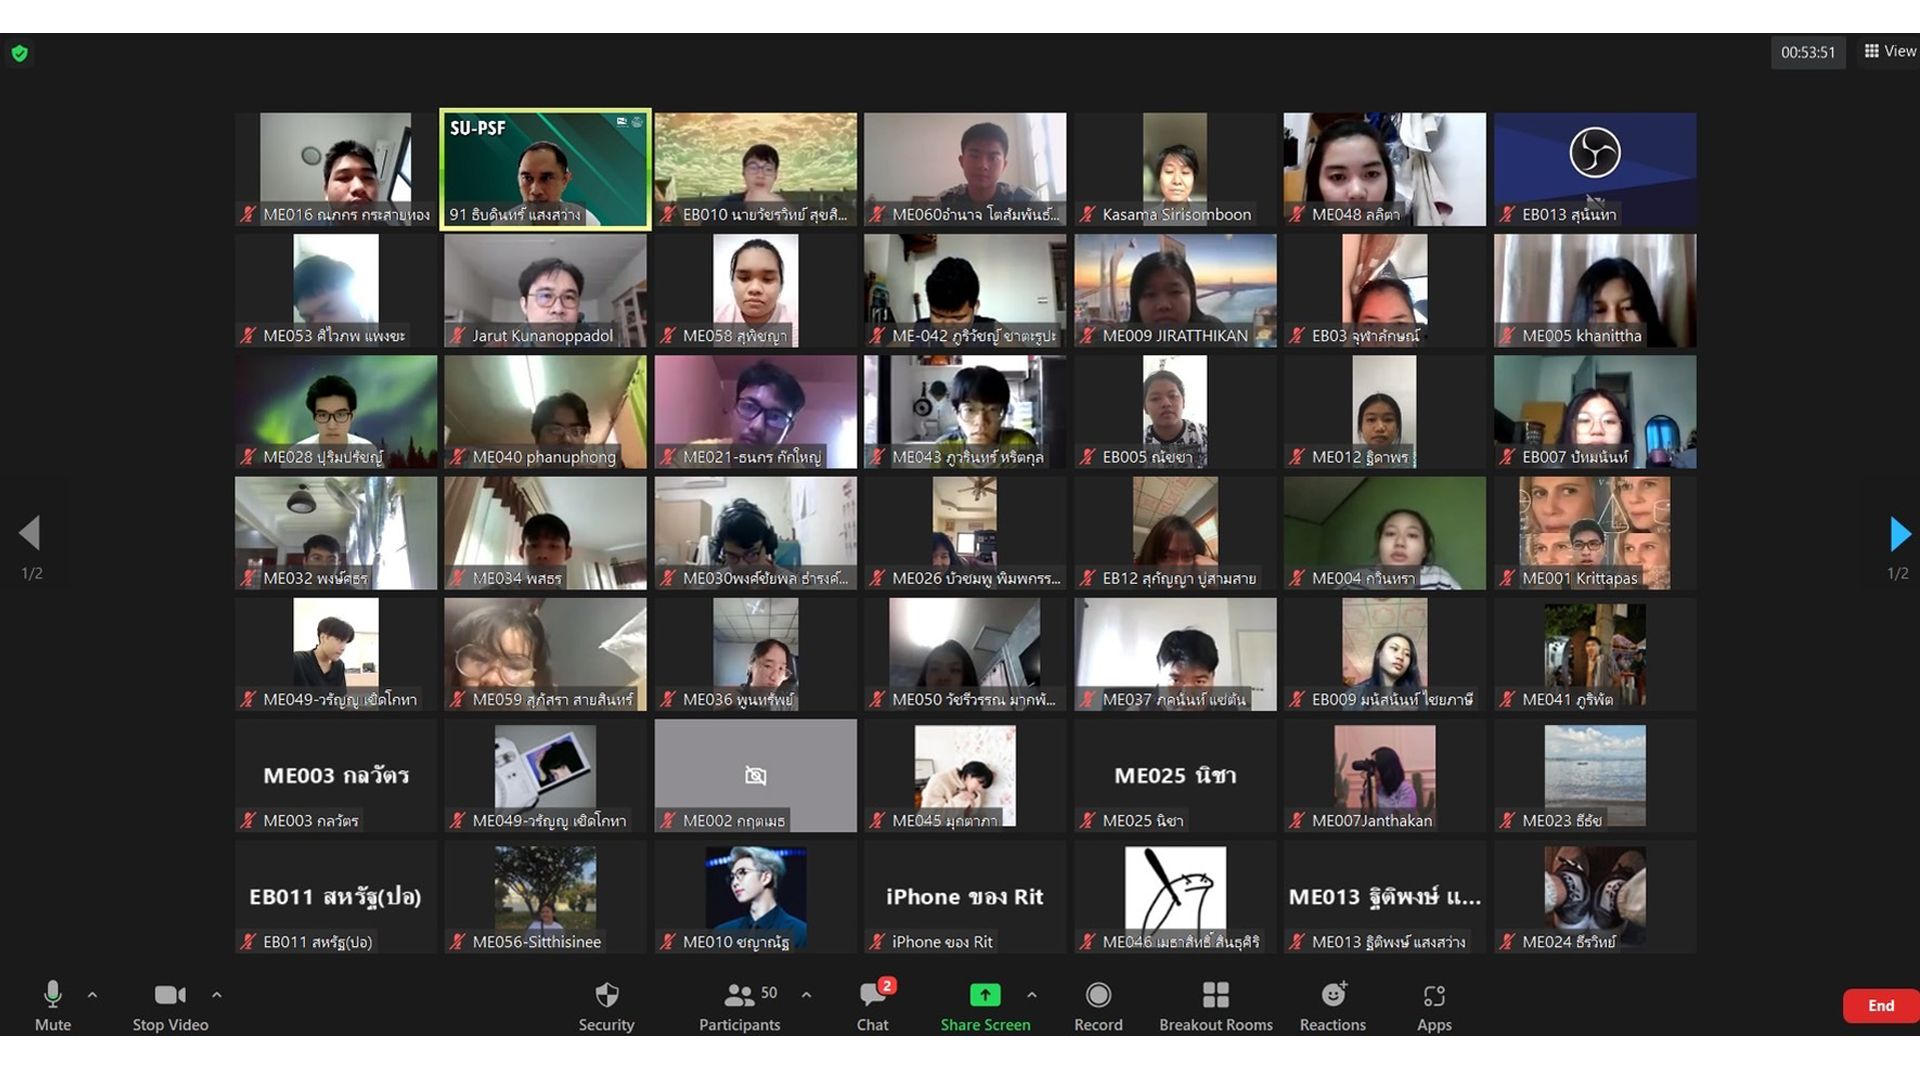 00:53:51
View
SU-PSF
ME016 ณภกร กระสายทอง
91 ธิบดินทร์ แสงสว่าง
EB010 นายวัชรวิทย์ สุขสิ...
ME060อำนาจ โตสัมพันธ์...
Kasama Sirisomboon
ME048 ลลิตา
EB013 สุนันทา
ME053 ศิไวภพ แพงขะ
Jarut Kunanoppadol
ME058 สุพิชญา
ME-042 ภูริวัชญ์ ชาตะรูปะ
ME009 JIRATTHIKAN
EB03 จุฬาลักษณ์
ME005 khanittha
ME028 ปุริมปรัชญ์
ME040 phanuphong
ME021-ธนกร กิ๊กใหญ่
ME043 ภูวรินทร์ หริตกุล
EB005 ณัชชา
ME012 ฐิดาพร
EB007 ปัทมนันท์
ME032 พงษ์ศธร
ME034 พสธร
ME030พงศ์ชัยพล ธำรงค์...
ME026 บัวชมพู พิมพกรร...
EB12 สุกัญญา ปู่สามสาย
ME004 กวินทรา
ME001 Krittapas
1/2
1/2
ME049-วรัญญู เชิดโกทา
ME059 สุภัสรา สายสินทร์
ME036 พูนทรัพย์
ME050 วัชรีวรรณ มากพั...
ME037 ภคนันท์ แซ่ตัน
EB009 มนัสนันท์ ไชยภาษี
ME041 ภูริพัต
ME003 กลวัตร
ME025 นิชา
ME003 กลวัตร
ME049-วรัญญู เชิดโกทา
ME002 กฤตเมธ
ME045 มุกดาภา
ME025 นิชา
ME007Janthakan
ME023 ธีธัช
EB011 สหรัฐ(ปอ)
iPhone ของ Rit
ME013 ฐิติพงษ์ แ...
EB011 สหรัฐ(ปอ)
ME056-Sitthisinee
ME010 ชญาณัฐ
iPhone ของ Rit
ME046 เมธาสิทธิ์ สินธุศิริ
ME013 ฐิติพงษ์ แสงสว่าง
ME024 ธีรวิทย์
50
2
Mute
Stop Video
Security
Participants
Chat
Share Screen
Record
Breakout Rooms
Reactions
Apps
End